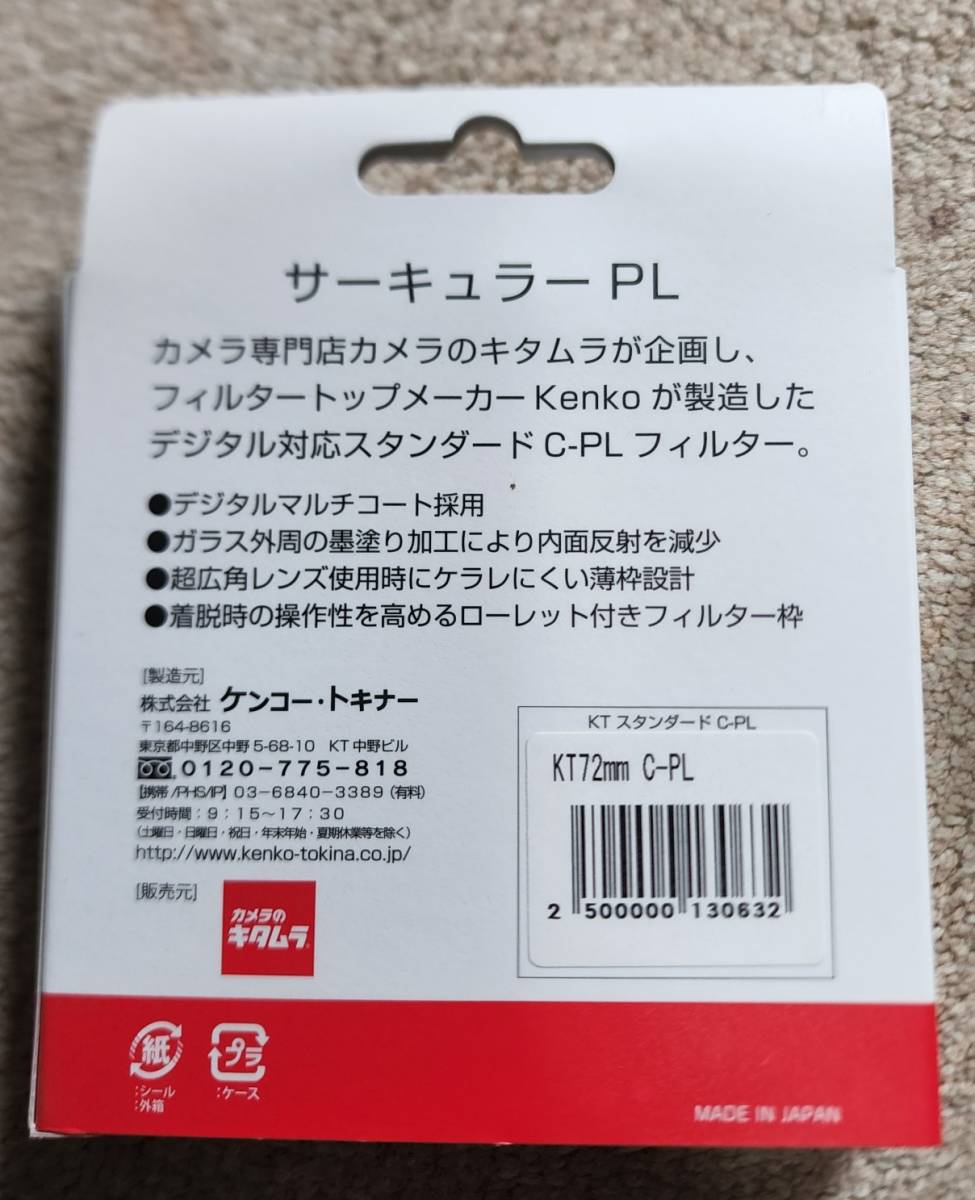 サーキュラー PL
カメラ専門店カメラのキタムラが企画し、
フィルタートップメーカー Kenko が製造した
デジタル対応スタンダード C-PL フィルター。
●デジタルマルチコート採用
●ガラス外周の墨塗り加工により内面反射を減少
●超広角レンズ使用時にケラレにくい薄枠設計
●着脱時の操作性を高めるローレット付きフィルター枠
[製造元]
株式会社 ケンコー・トキナー
〒164-8616
東京都中野区中野 5-68-10 KT 中野ビル
0120-775-818
【携帯/PHS/IP】03-6840-3389（有料）
受付時間：9：15〜17：30
（土曜日・日曜日・祝日・年末年始・夏期休業等を除く）
http://www.kenko-tokina.co.jp/
[販売元]
カメラの
キタムラ
KT スタンダード C-PL
KT72mm C-PL
2 500000 130632
紙
：シール
：外箱
プラ
：ケース
MADE IN JAPAN